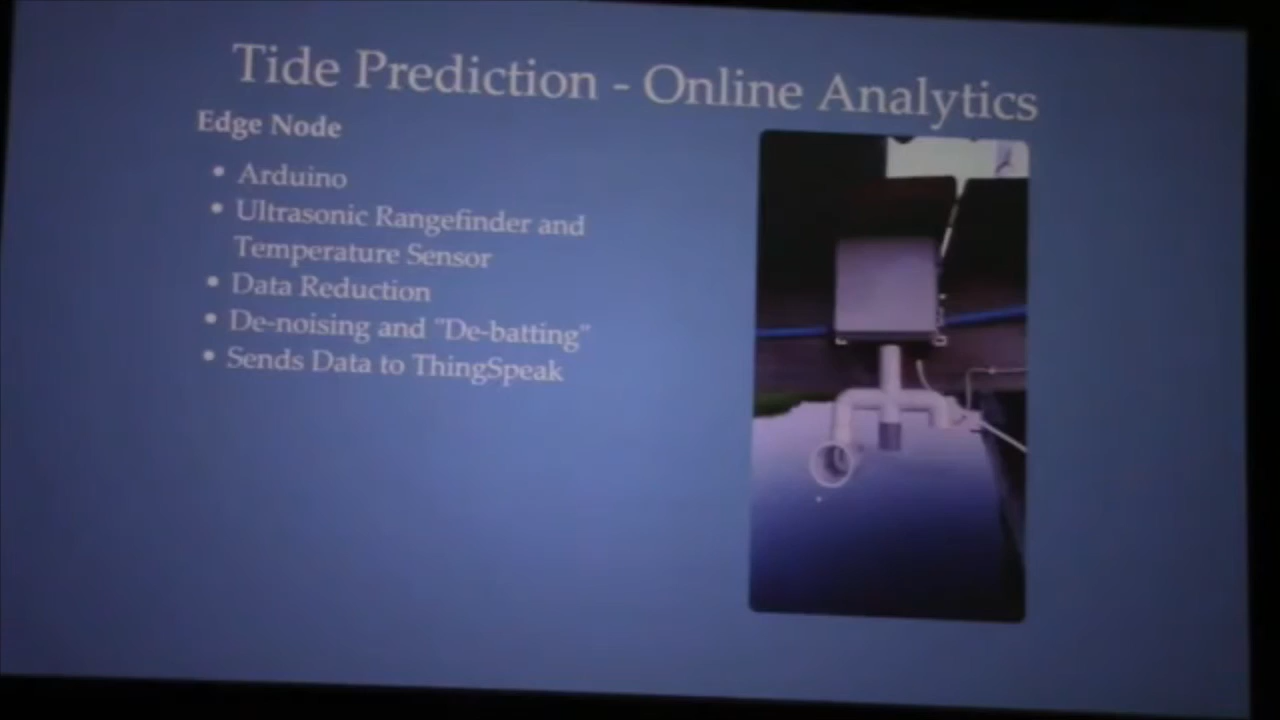 Tide Prediction - Online Analytics
Edge Node
• Arduino
• Ultrasonic Rangefinder and
Temperature Sensor
• Data Reduction
• De-noising and "De-batting"
• Sends Data to ThingSpeak